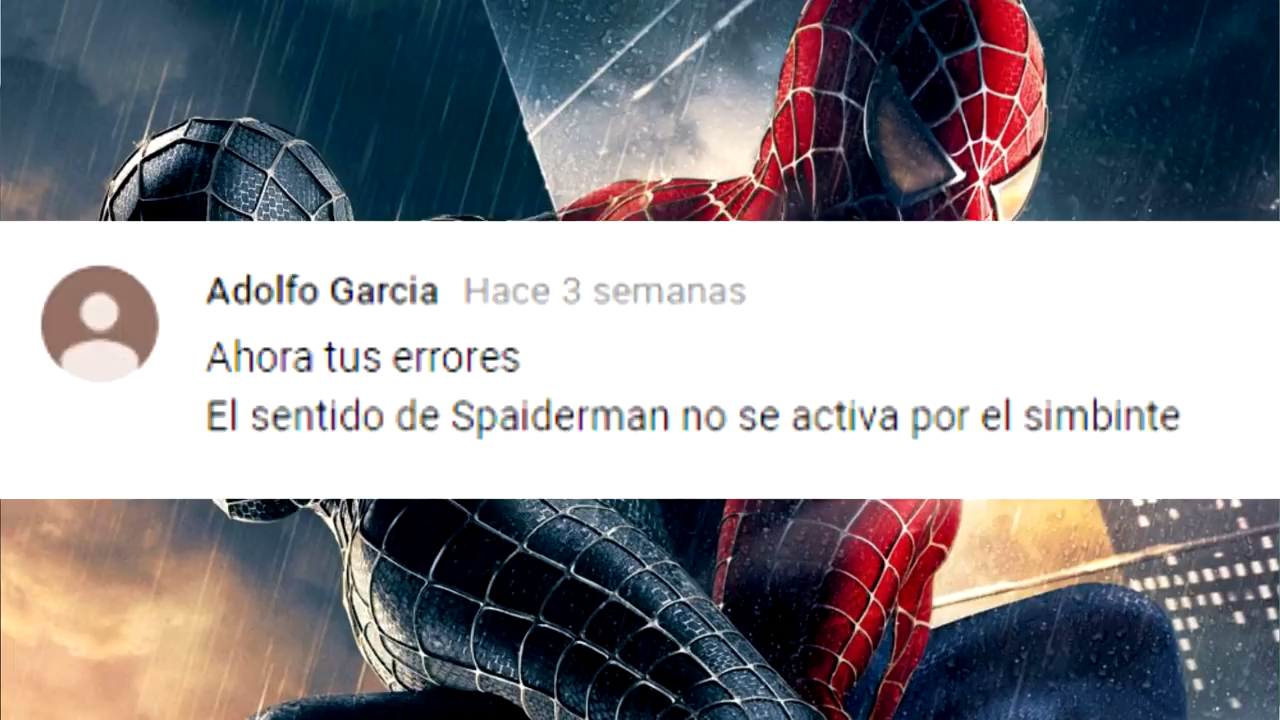 Adolfo Garcia Hace 3 semanas
Ahora tus errores
El sentido de Spaiderman no se activa por el simbinte